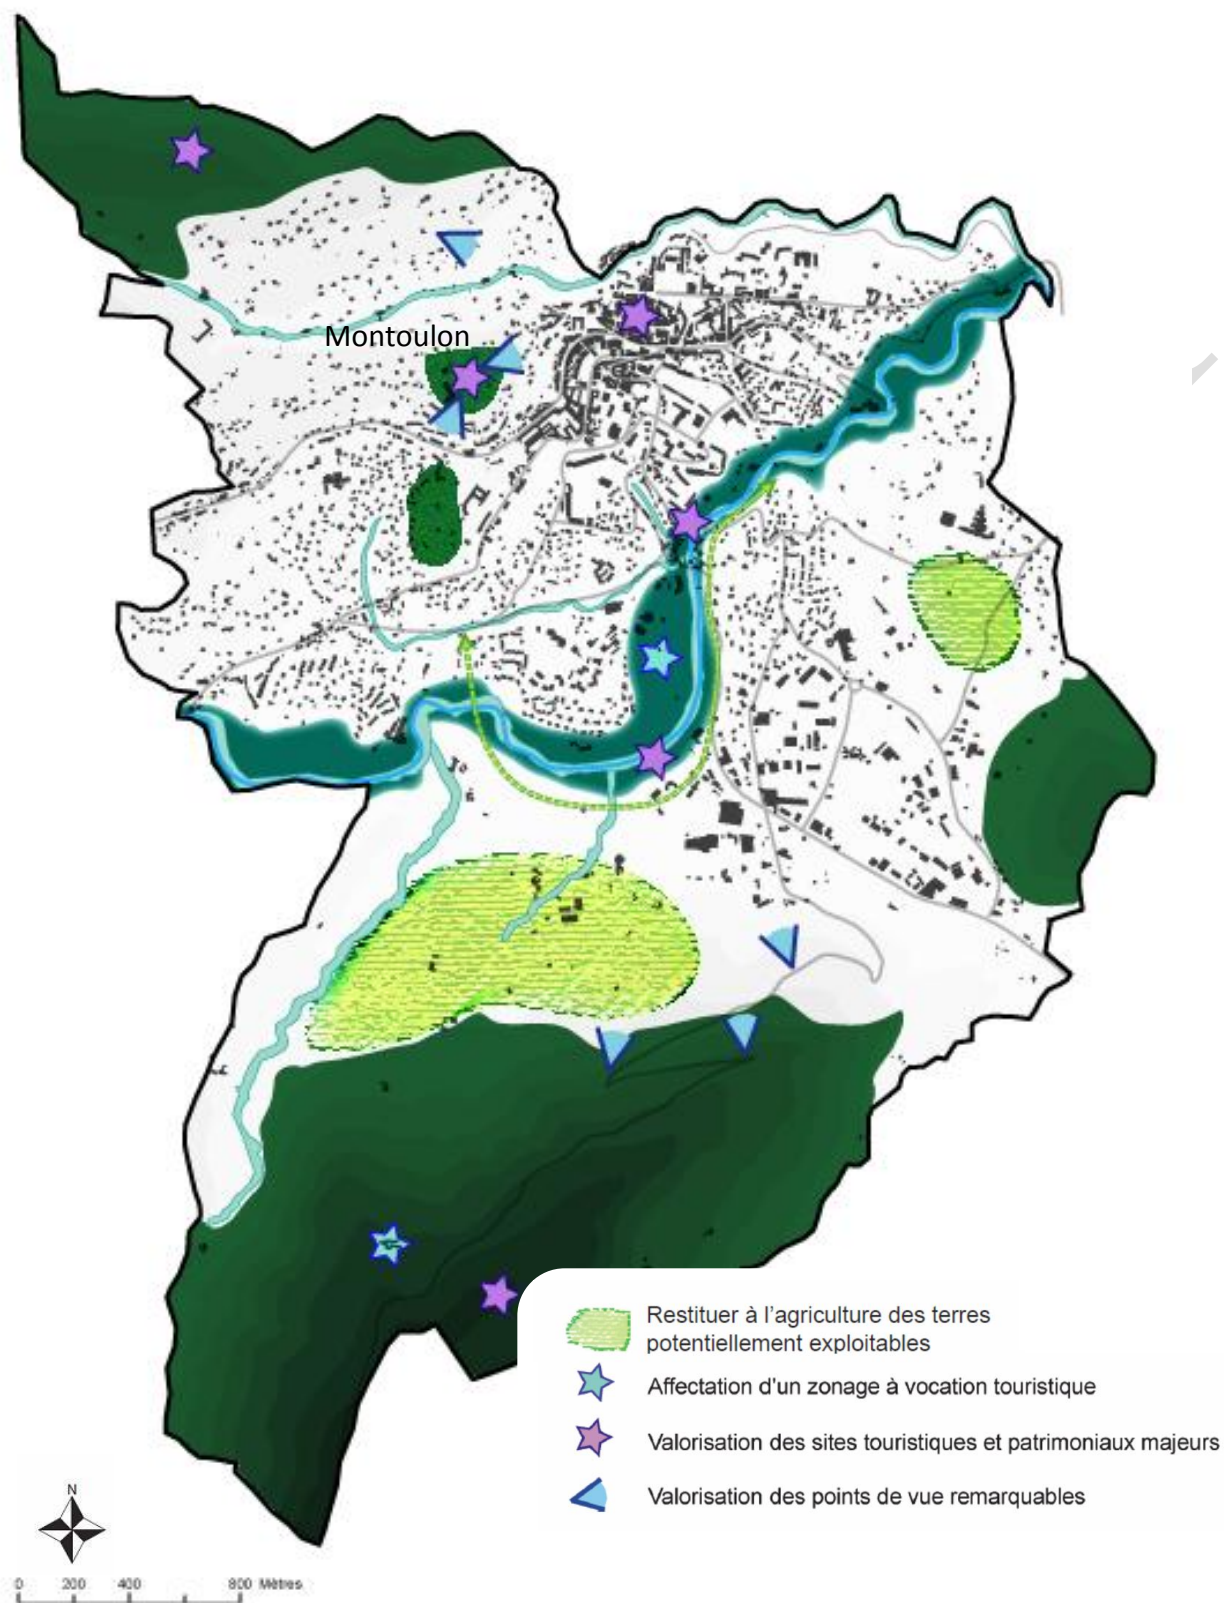 Montoulon
Restituer à l'agriculture des terres
potentiellement exploitables
Affectation d'un zonage à vocation touristique
Valorisation des sites touristiques et patrimoniaux majeurs
Valorisation des points de vue remarquables
N
0 200 400 800 Mètres